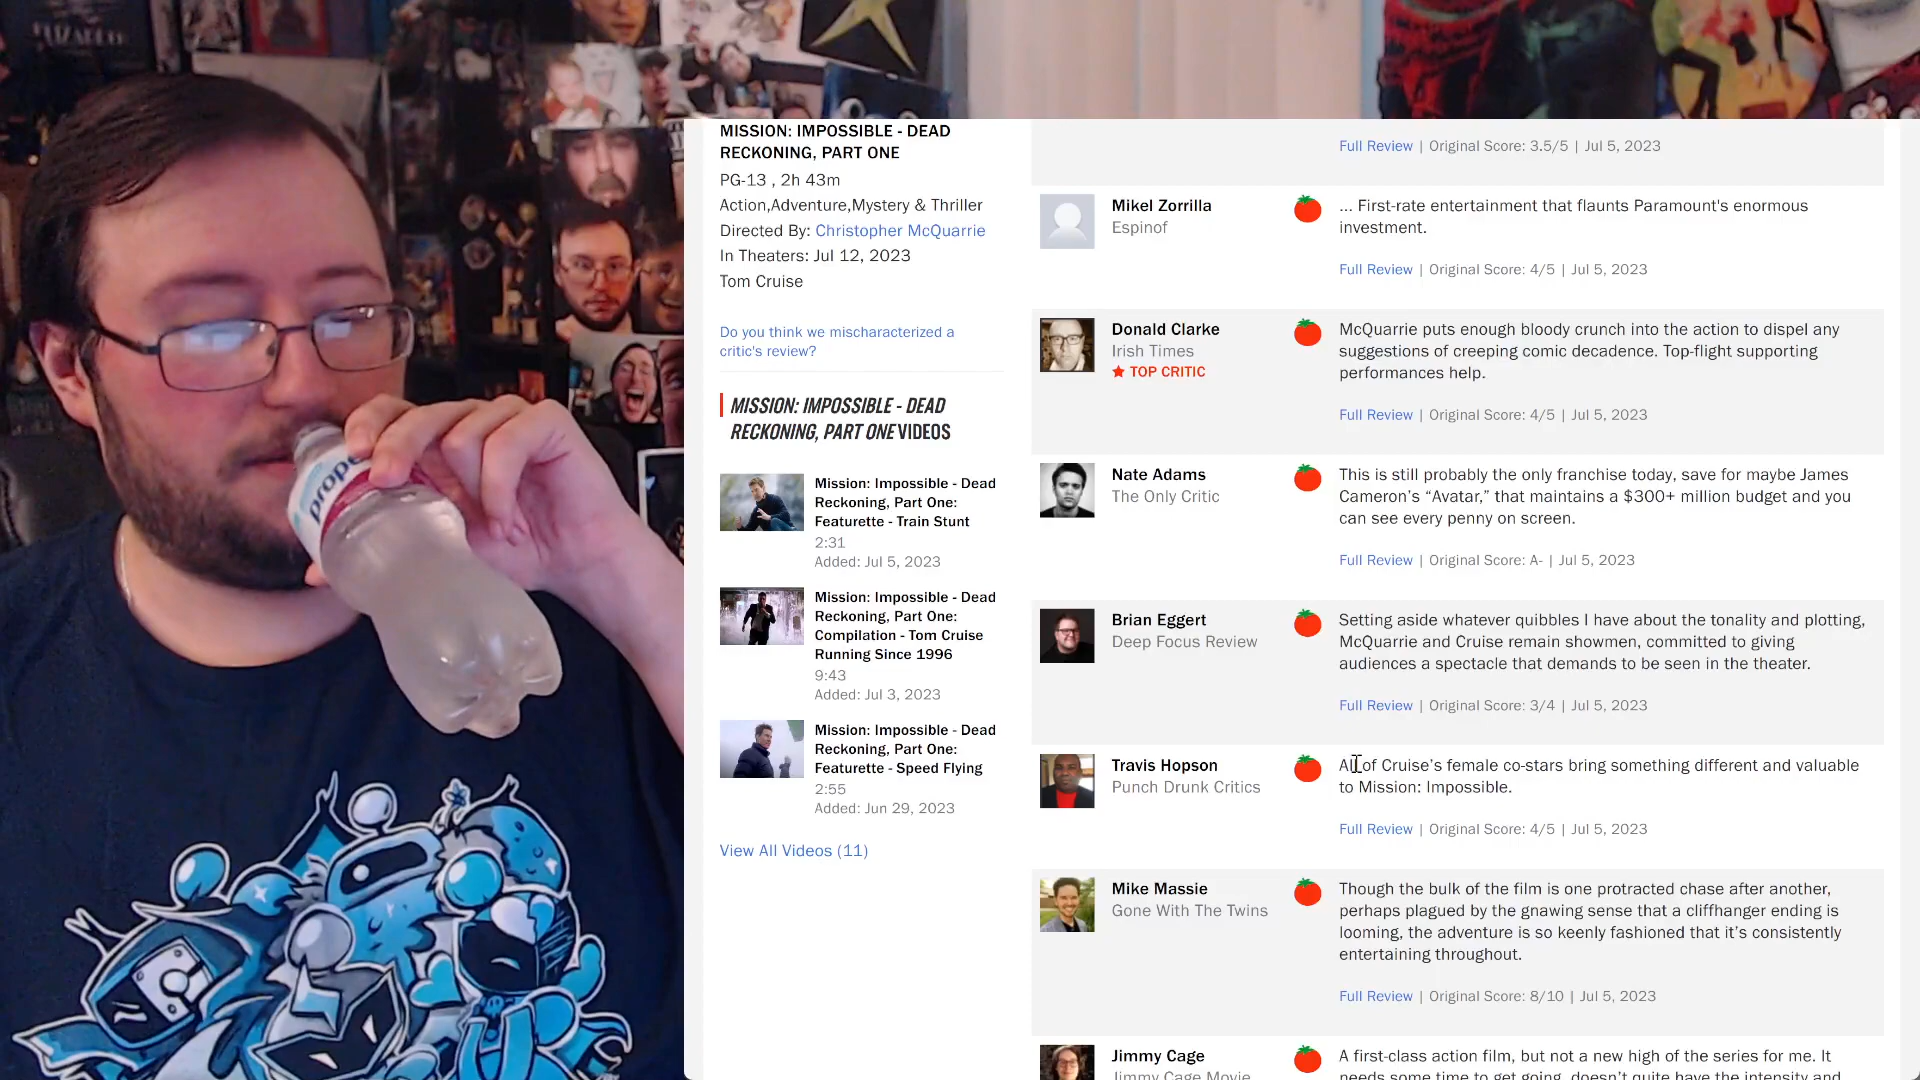 MISSION: IMPOSSIBLE - DEAD
RECKONING, PART ONE
PG-13 , 2h 43m
Action,Adventure,Mystery & Thriller
Directed By: Christopher McQuarrie
In Theaters: Jul 12, 2023
Tom Cruise
Do you think we mischaracterized a
critic's review?
MISSION: IMPOSSIBLE - DEAD
RECKONING, PART ONE VIDEOS
Mission: Impossible - Dead
Reckoning, Part One:
Featurette - Train Stunt
2:31
Added: Jul 5, 2023
Mission: Impossible - Dead
Reckoning, Part One:
Compilation - Tom Cruise
Running Since 1996
9:43
Added: Jul 3, 2023
Mission: Impossible - Dead
Reckoning, Part One:
Featurette - Speed Flying
2:55
Added: Jun 29, 2023
View All Videos (11)
Full Review | Original Score: 3.5/5 | Jul 5, 2023
Mikel Zorrilla
Espinof
... First-rate entertainment that flaunts Paramount's enormous
investment.
Full Review | Original Score: 4/5 | Jul 5, 2023
Donald Clarke
Irish Times
TOP CRITIC
McQuarrie puts enough bloody crunch into the action to dispel any
suggestions of creeping comic decadence. Top-flight supporting
performances help.
Full Review | Original Score: 4/5 | Jul 5, 2023
Nate Adams
The Only Critic
This is still probably the only franchise today, save for maybe James
Cameron’s “Avatar,” that maintains a $300+ million budget and you
can see every penny on screen.
Full Review | Original Score: A- | Jul 5, 2023
Brian Eggert
Deep Focus Review
Setting aside whatever quibbles I have about the tonality and plotting,
McQuarrie and Cruise remain showmen, committed to giving
audiences a spectacle that demands to be seen in the theater.
Full Review | Original Score: 3/4 | Jul 5, 2023
Travis Hopson
Punch Drunk Critics
All of Cruise’s female co-stars bring something different and valuable
to Mission: Impossible.
Full Review | Original Score: 4/5 | Jul 5, 2023
Mike Massie
Gone With The Twins
Though the bulk of the film is one protracted chase after another,
perhaps plagued by the gnawing sense that a cliffhanger ending is
looming, the adventure is so keenly fashioned that it’s consistently
entertaining throughout.
Full Review | Original Score: 8/10 | Jul 5, 2023
Jimmy Cage
Jimmy Cage Movie
A first-class action film, but not a new high of the series for me. It
needs some time to get going, doesn’t quite have the intensity and
prope